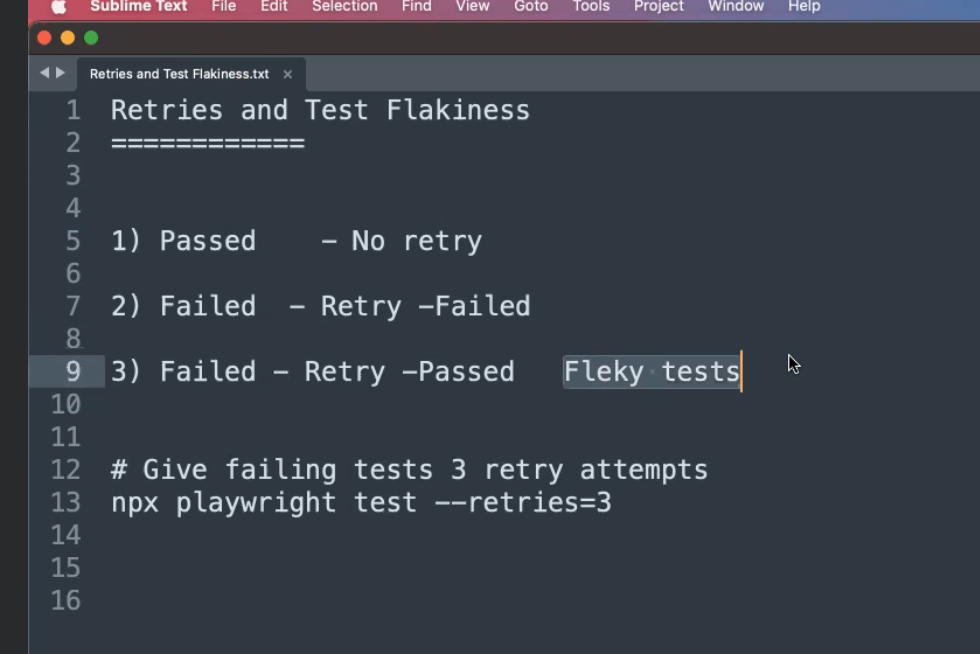 Sublime Text File Edit Selection Find View Goto Tools Project Window Help
Retries and Test Flakiness.txt ×
1 Retries and Test Flakiness
2 ============
3
4
5 1) Passed    - No retry
6
7 2) Failed  - Retry -Failed
8
9 3) Failed - Retry -Passed   Fleky tests
10
11
12 # Give failing tests 3 retry attempts
13 npx playwright test --retries=3
14
15
16